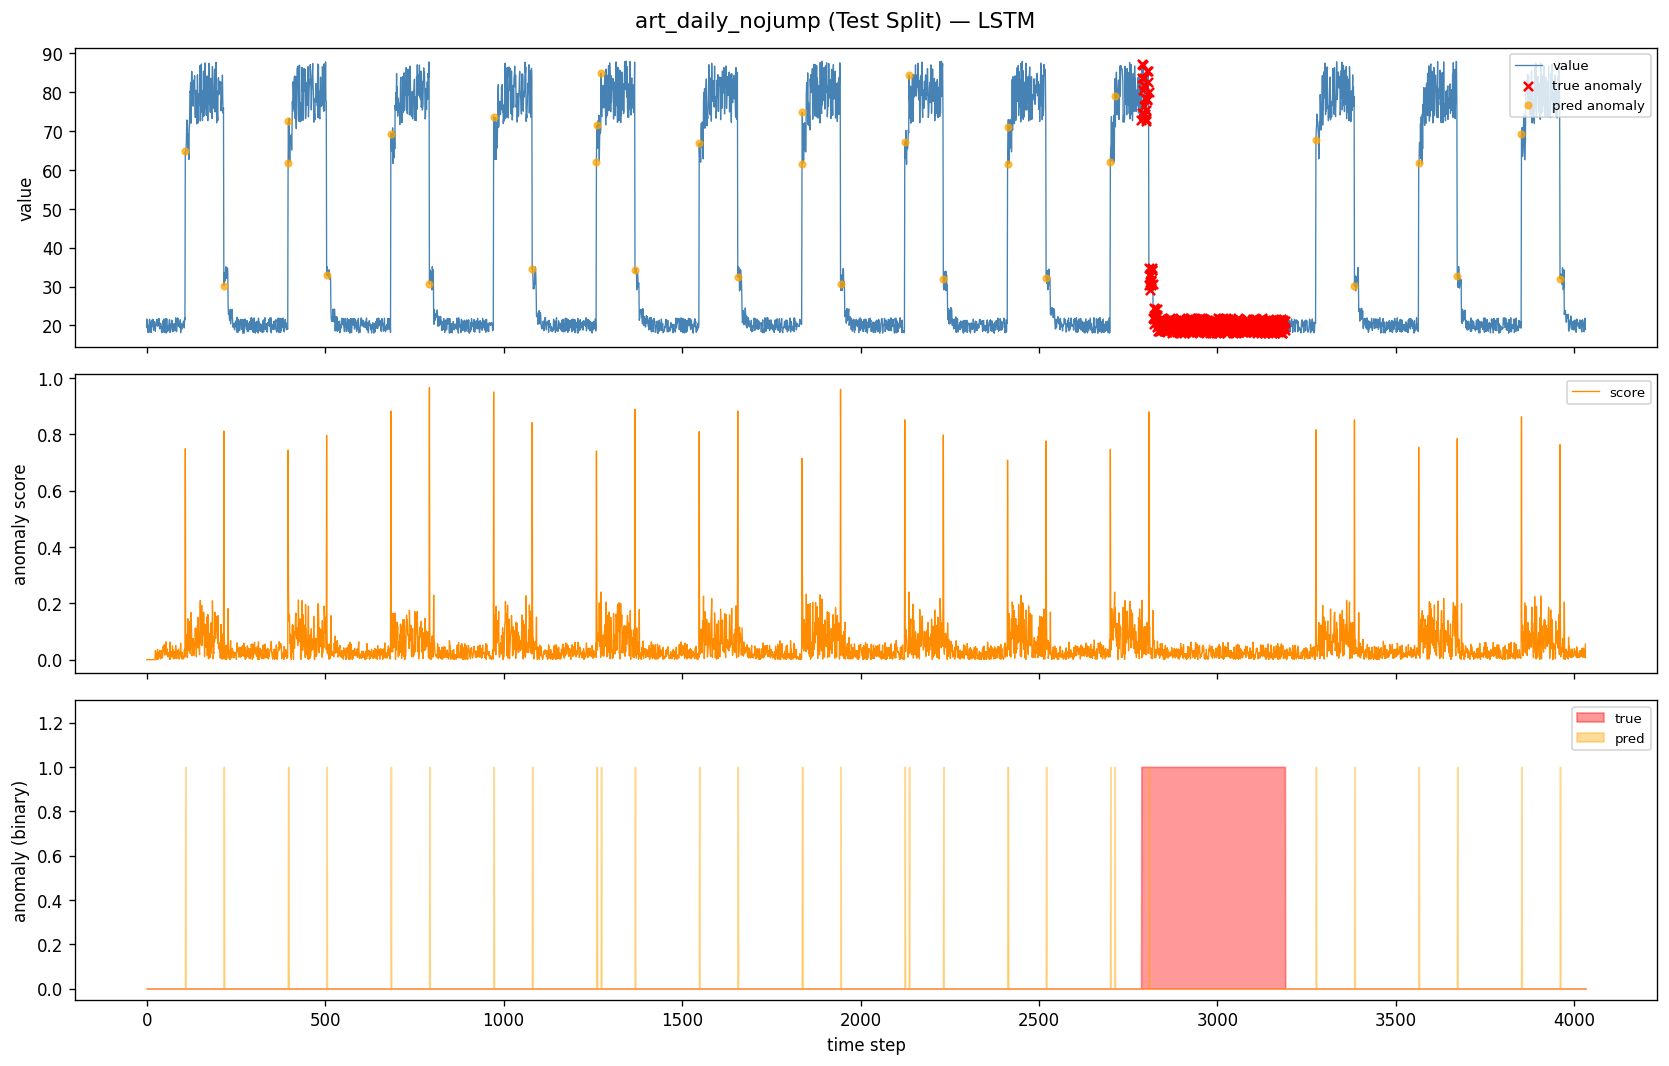 art_daily_nojump (Test Split) — LSTM
90
80
70
60
50
40
30
20
value
value
true anomaly
pred anomaly
1.0
0.8
0.6
0.4
0.2
0.0
anomaly score
score
1.2
1.0
0.8
0.6
0.4
0.2
0.0
anomaly (binary)
true
pred
0 500 1000 1500 2000 2500 3000 3500 4000
time step